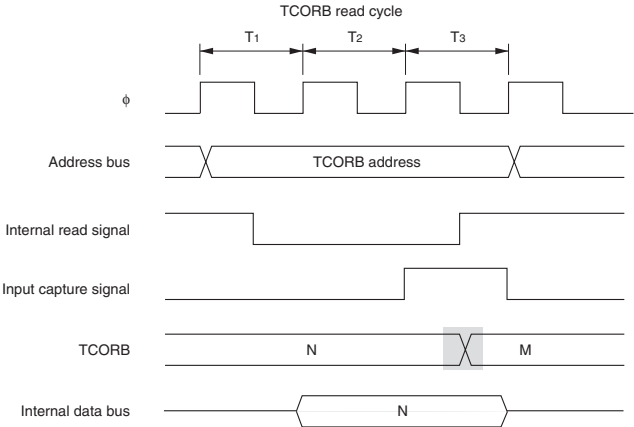 TCORB read cycle
T1 T2 T3
ϕ
Address bus TCORB address
Internal read signal
Input capture signal
TCORB N M
Internal data bus N